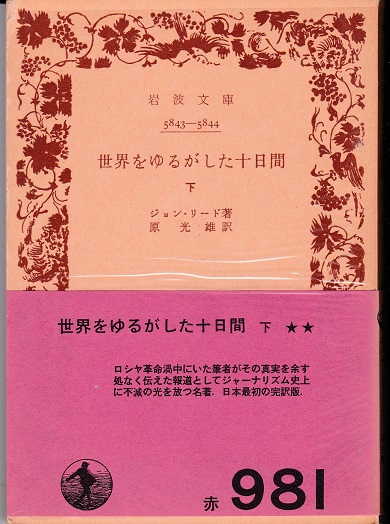 岩波文庫
5843—5844
世界をゆるがした十日間
下
ジョン・リード著
原光雄訳
世界をゆるがした十日間 下 ★★
ロシヤ革命渦中にいた筆者がその真実を余す
処なく伝えた報道としてジャーナリズム史上
に不滅の光を放つ名著. 日本最初の完訳版.
赤 981